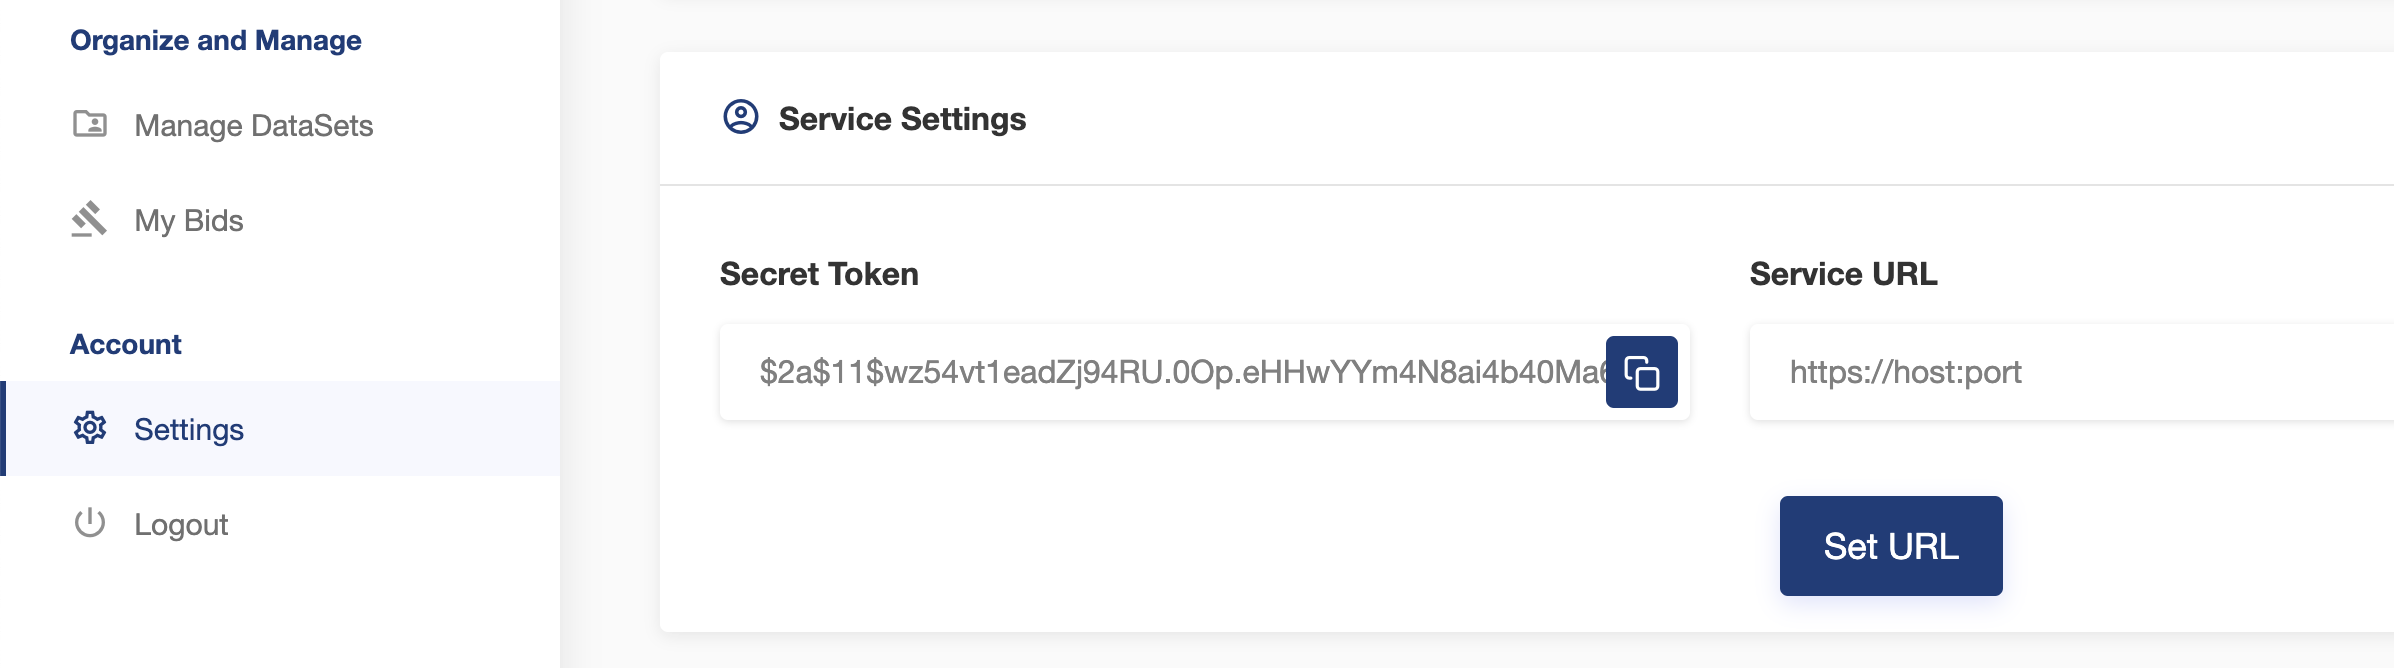 Organize and Manage
Manage DataSets
My Bids
Account
Settings
Logout
Service Settings
Secret Token
$2a$11$wz54vt1eadZj94RU.0Op.eHHwYYm4N8ai4b40Ma
Service URL
https://host:port
Set URL